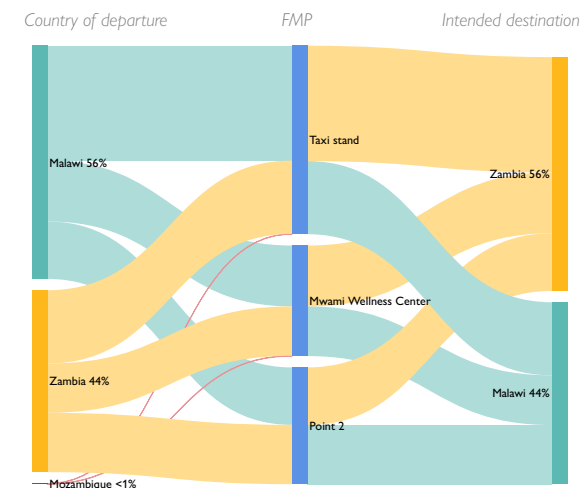 Country of departure
FMP
Intended destination
Taxi stand
Malawi 56%
Zambia 56%
Mwami Wellness Center
Zambia 44%
Malawi 44%
Point 2
Mozambique <1%